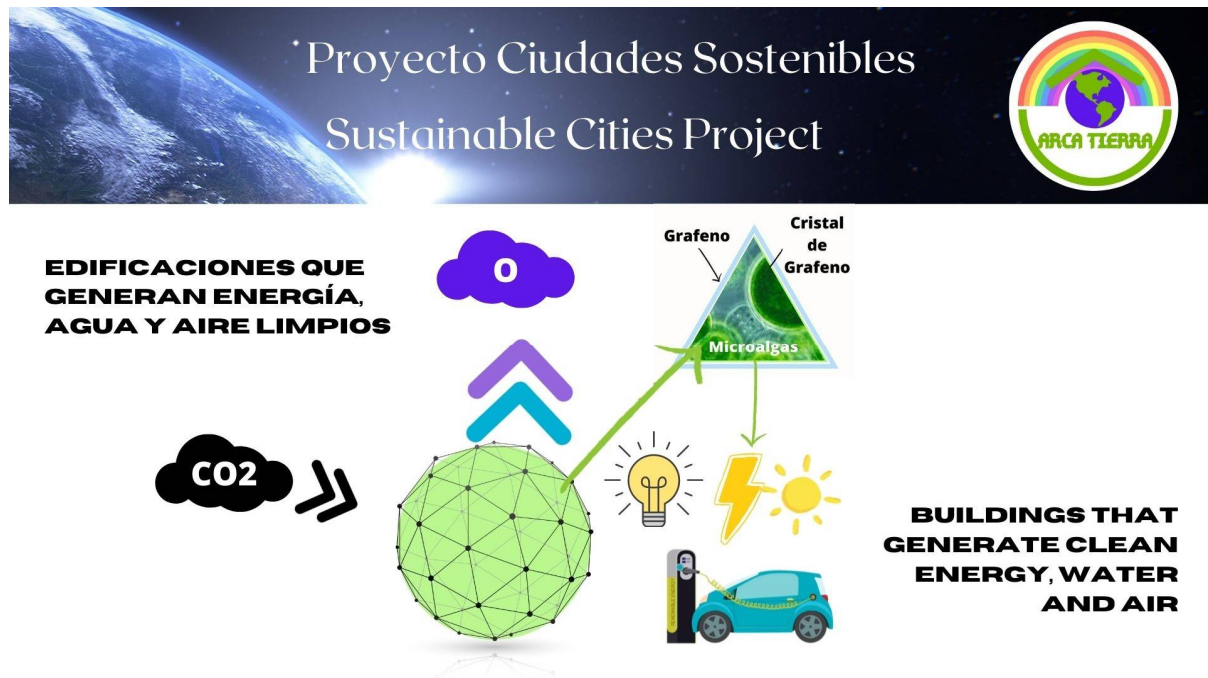 Proyecto Ciudades Sostenibles
Sustainable Cities Project
ARCA TIERRA
EDIFICACIONES QUE
GENERAN ENERGÍA,
AGUA Y AIRE LIMPIOS
O
Grafeno
Cristal
de
Grafeno
Microalgas
CO2
BUILDINGS THAT
GENERATE CLEAN
ENERGY, WATER
AND AIR